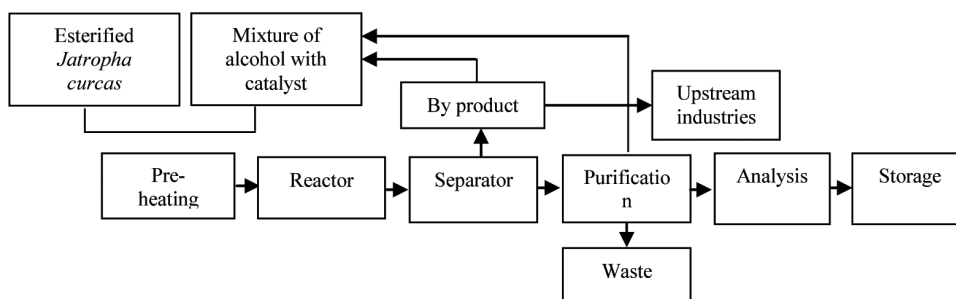 Esterified
Jatropha
curcas
Mixture of
alcohol with
catalyst
By product
Upstream
industries
Pre-
heating
Reactor
Separator
Purificatio
n
Analysis
Storage
Waste